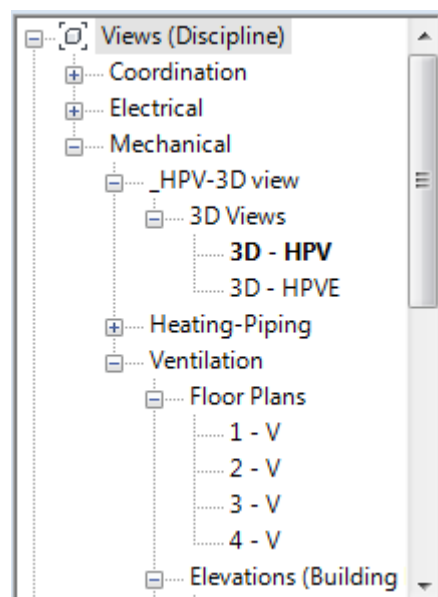 Views (Discipline)
Coordination
Electrical
Mechanical
_HPV-3D view
3D Views
3D - HPV
3D - HPVE
Heating-Piping
Ventilation
Floor Plans
1 - V
2 - V
3 - V
4 - V
Elevations (Building